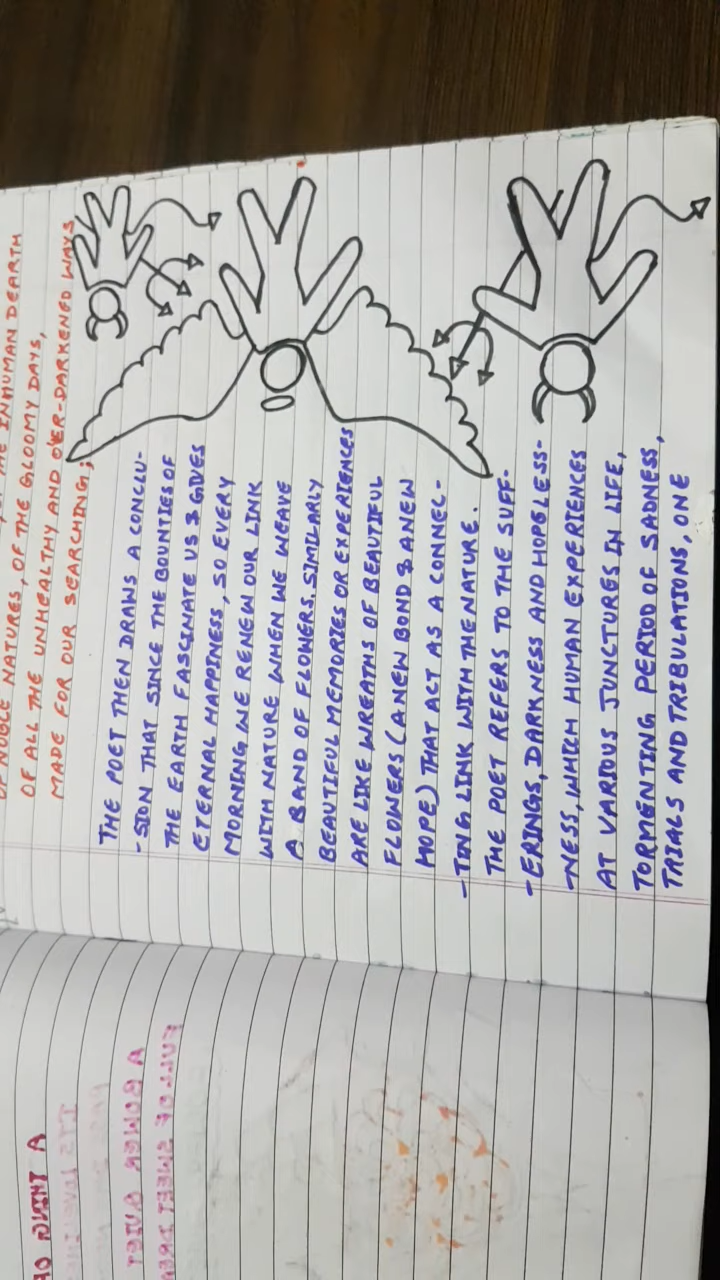 NOBLE NATURES, OF THE GLOOMY DAYS,
OF ALL THE UNHEALTHY AND O'ER-DARKENED WAYS
MADE FOR OUR SEARCHING;
THE POET THEN DRAWS A CONCLU-
-SION THAT SINCE THE BOUNTIES OF
THE EARTH FASCINATE US & GIVES
ETERNAL HAPPINESS, SO EVERY
MORNING WE RENEW OUR LINK
WITH NATURE WHEN WE WEAVE
A BAND OF FLOWERS. SIMILARLY
BEAUTIFUL MEMORIES OR EXPERIENCES
ARE LIKE WREATHS OF BEAUTIFUL
FLOWERS (A NEW BOND & A NEW
HOPE) THAT ACT AS A CONNEC-
-TING LINK WITH THE NATURE.
THE POET REFERS TO THE SUFF-
-ERINGS, DARKNESS AND HOPELESS-
-NESS, WHICH HUMAN EXPERIENCES
AT VARIOUS JUNCTURES IN LIFE,
TORMENTING PERIOD OF SADNESS,
TRIALS AND TRIBULATIONS, ONE